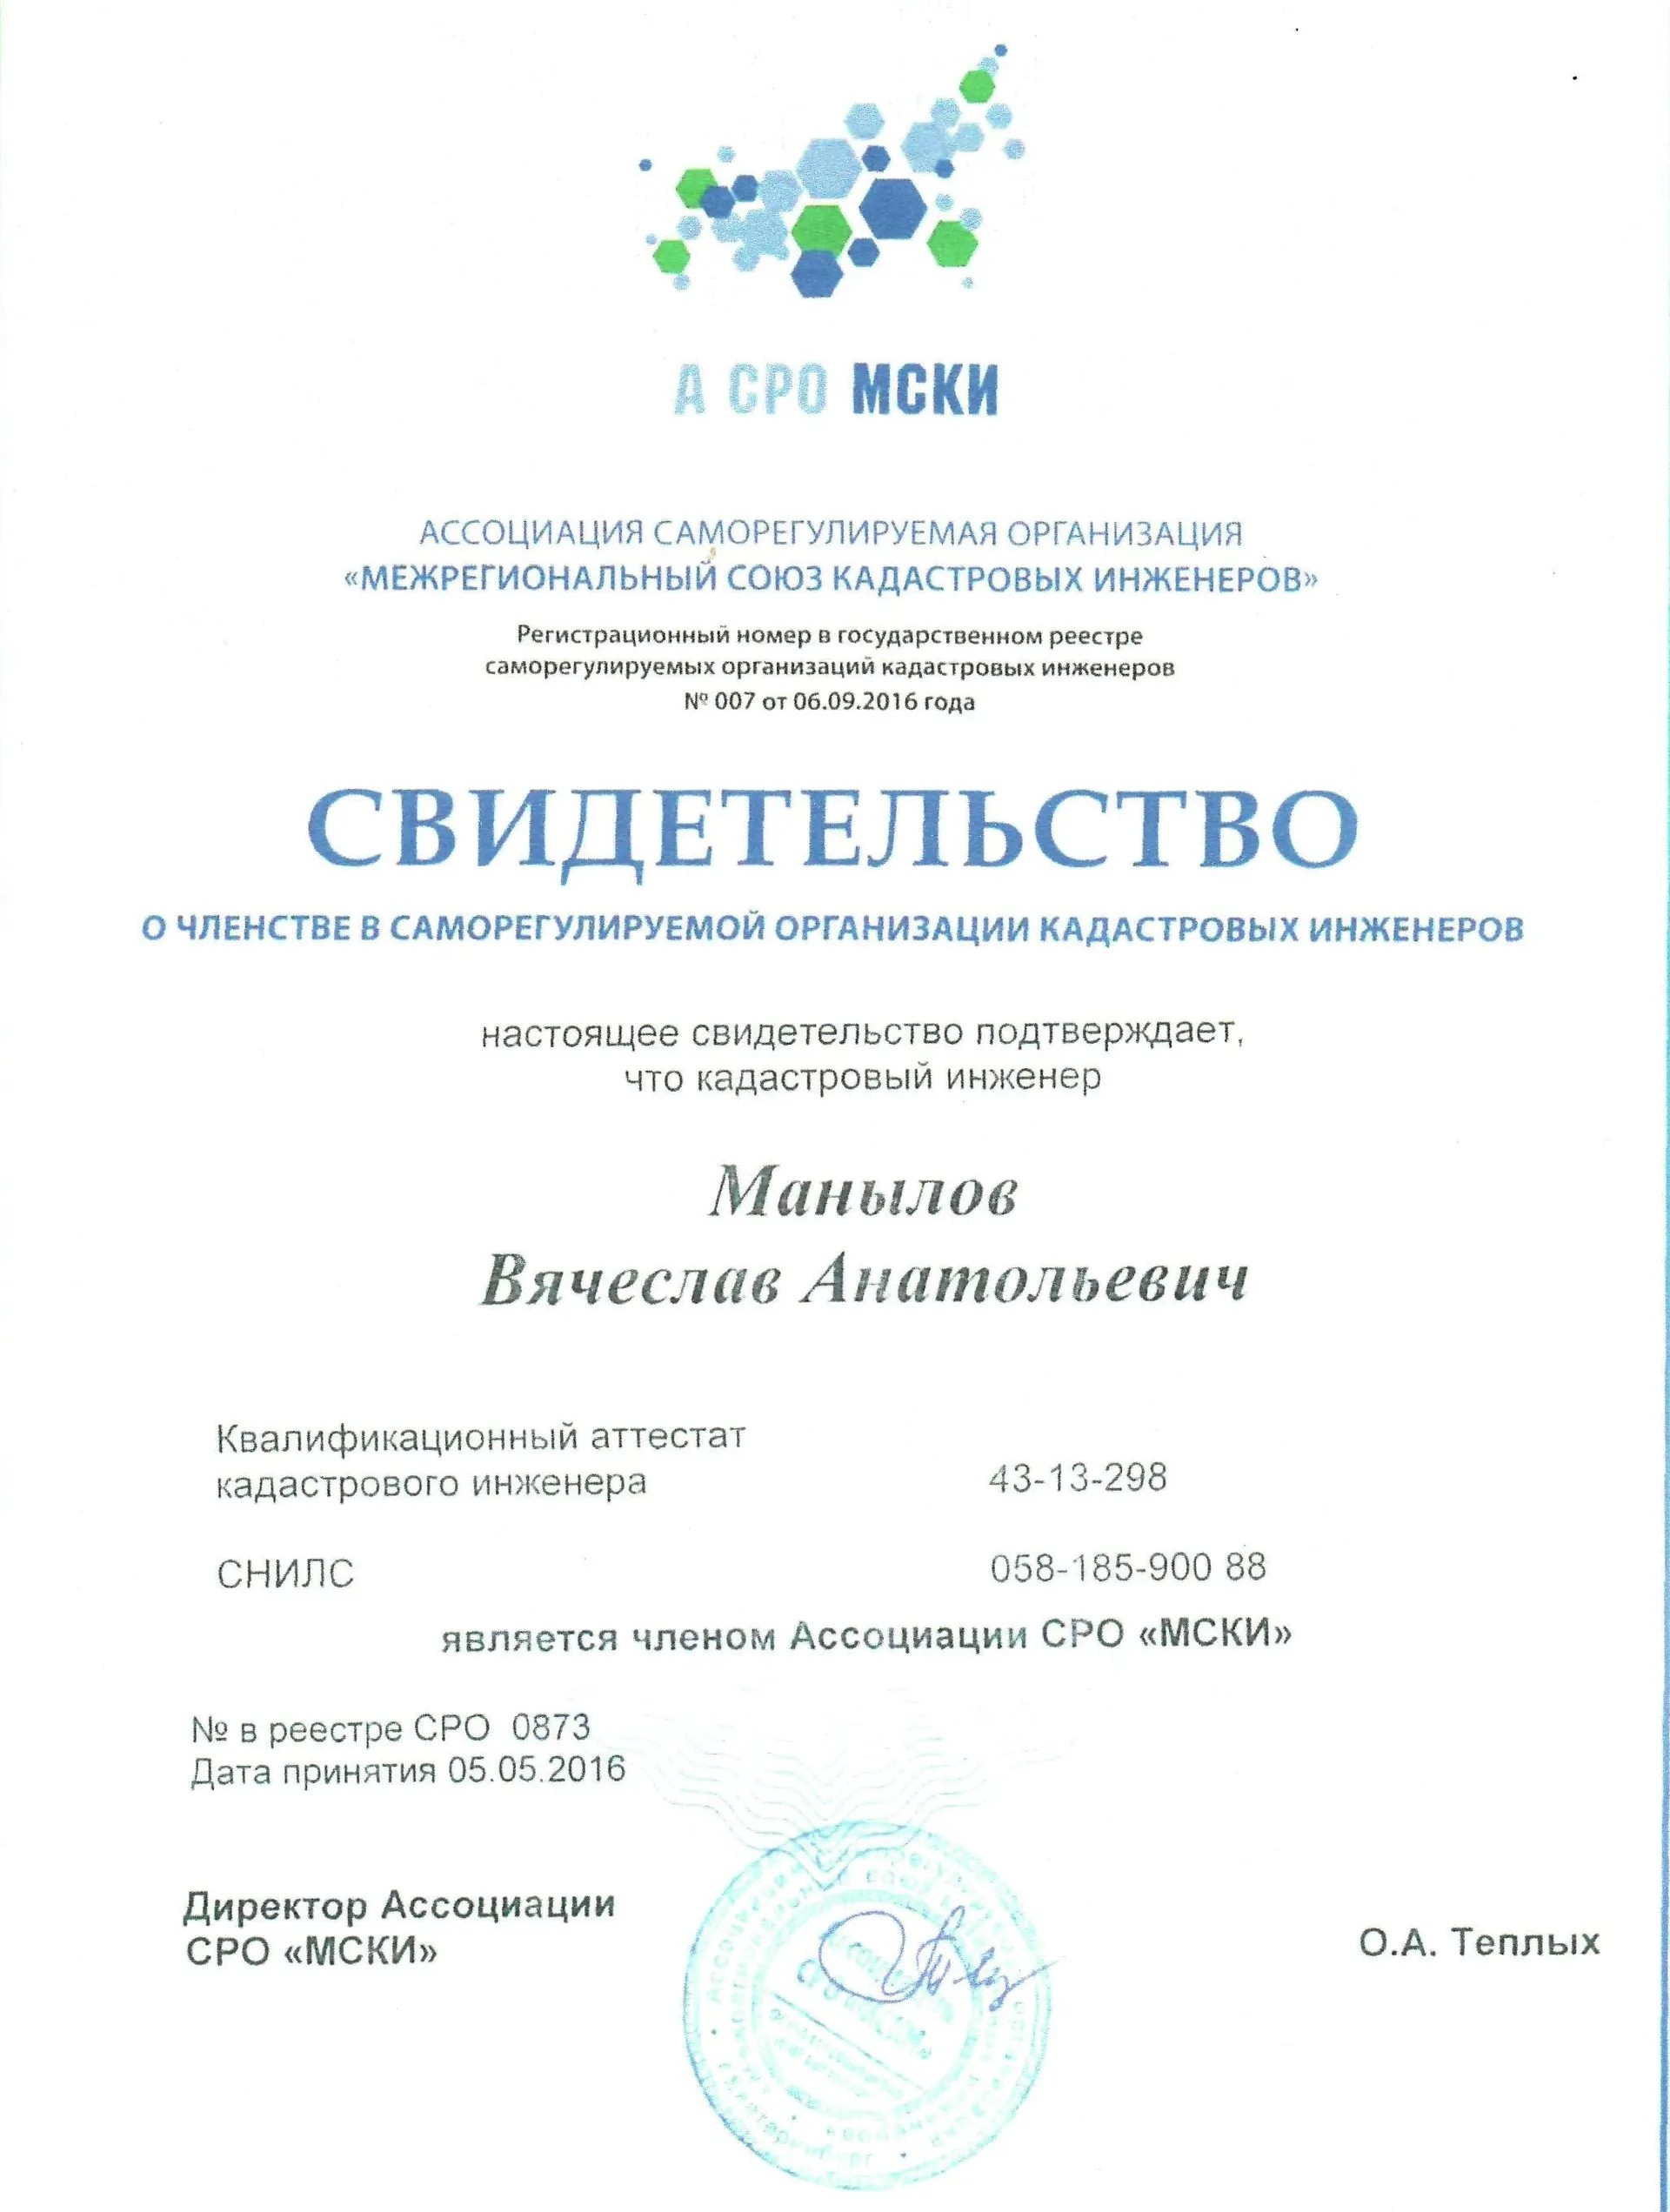 А СРО МСКИ
АССОЦИАЦИЯ САМОРЕГУЛИРУЕМАЯ ОРГАНИЗАЦИЯ
«МЕЖРЕГИОНАЛЬНЫЙ СОЮЗ КАДАСТРОВЫХ ИНЖЕНЕРОВ»
Регистрационный номер в государственном реестре
саморегулируемых организаций кадастровых инженеров
№ 007 от 06.09.2016 года
СВИДЕТЕЛЬСТВО
О ЧЛЕНСТВЕ В САМОРЕГУЛИРУЕМОЙ ОРГАНИЗАЦИИ КАДАСТРОВЫХ ИНЖЕНЕРОВ
настоящее свидетельство подтверждает,
что кадастровый инженер
Манылов
Вячеслав Анатольевич
Квалификационный аттестат
кадастрового инженера 43-13-298
СНИЛС 058-185-900 88
является членом Ассоциации СРО «МСКИ»
№ в реестре СРО 0873
Дата принятия 05.05.2016
Директор Ассоциации
СРО «МСКИ»
О.А. Теплых